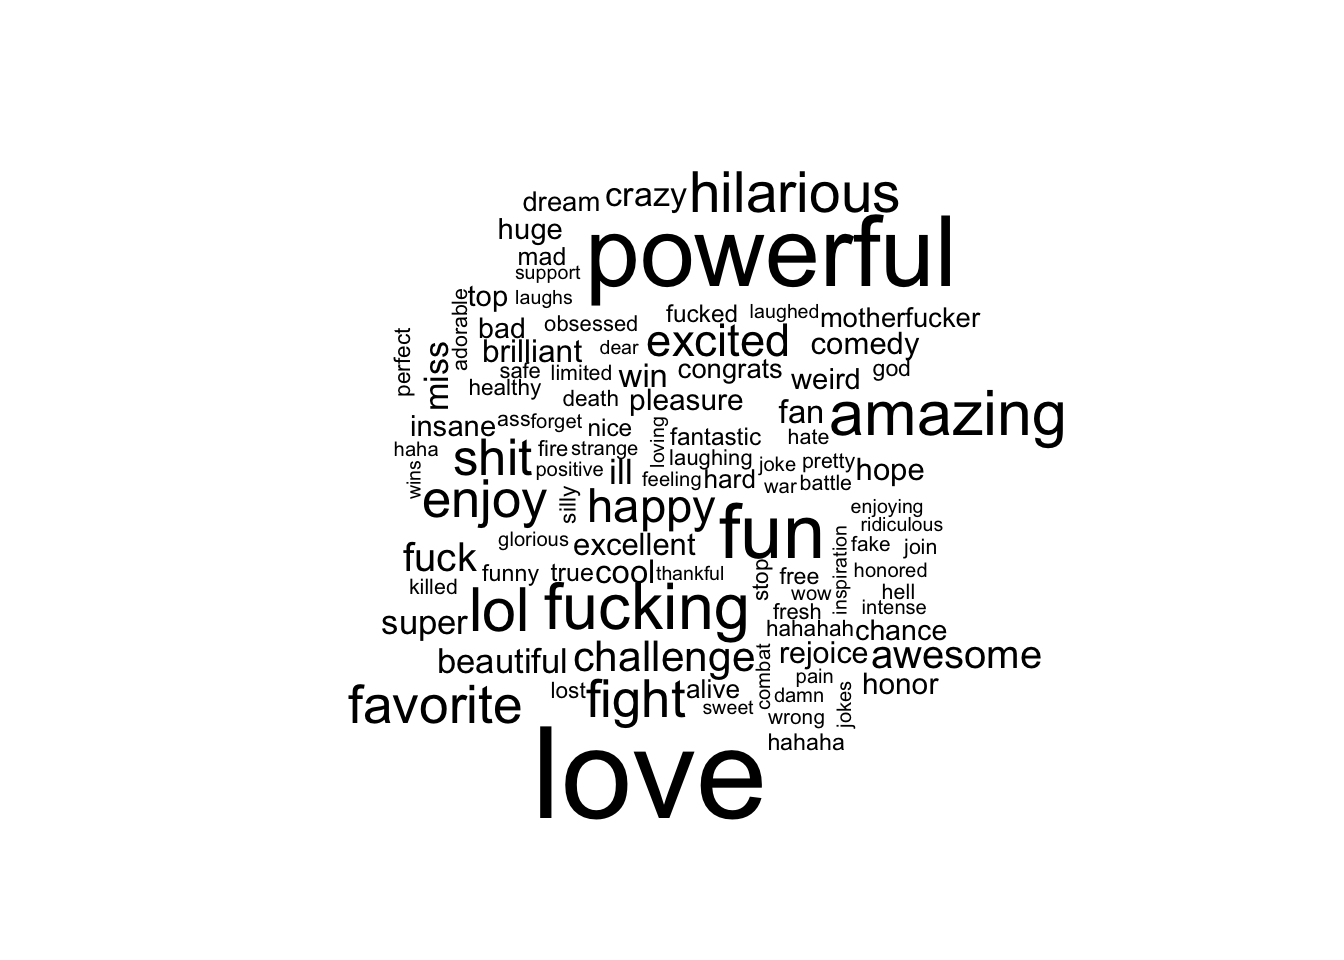 dream crazy hilarious
huge powerful
mad
support
adorable top laughs
fucked laughed motherfucker
perfect miss bad obsessed excited comedy
brilliant dear
safe limited win congrats weird god
healthy death pleasure fan amazing
insane ass forget nice loving fantastic hate
haha shit fire strange laughing joke pretty hope
wins positive ill feeling hard war battle
enjoy silly happy fun enjoying
ridiculous
glorious excellent inspiration fake join
fuck funny true cool thankful stop free honored
killed wow hell
super lol fucking fresh intense
hahahah chance
beautiful challenge combat rejoice awesome
pain
favorite lost fight alive damn jokes honor
sweet wrong
hahaha
love